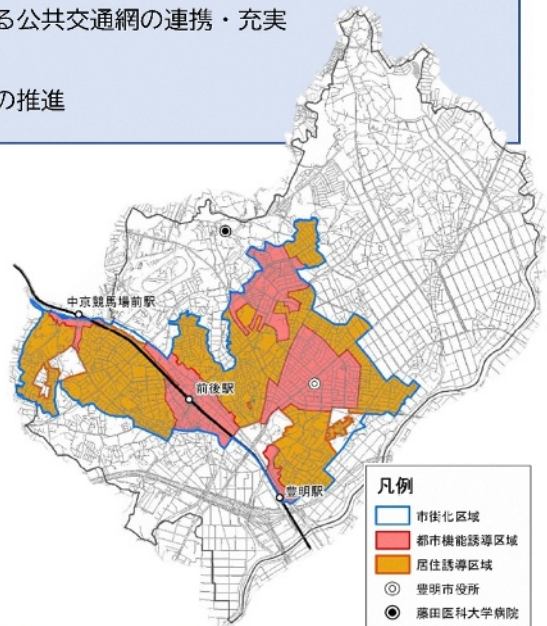 る公共交通網の連携・充実
の推進
中京競馬場前駅
前後駅
豊明駅
凡例
市街化区域
都市機能誘導区域
居住誘導区域
豊明市役所
藤田医科大学病院